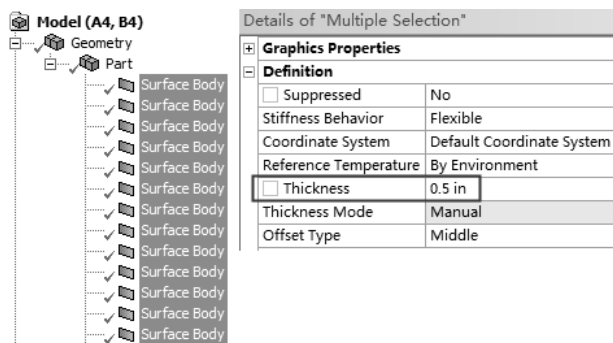 Model (A4, B4)
Geometry
Part
Surface Body
Surface Body
Surface Body
Surface Body
Surface Body
Surface Body
Surface Body
Surface Body
Surface Body
Surface Body
Surface Body
Surface Body
Surface Body
Details of "Multiple Selection"
Graphics Properties
Definition
Suppressed No
Stiffness Behavior Flexible
Coordinate System Default Coordinate System
Reference Temperature By Environment
Thickness 0.5 in
Thickness Mode Manual
Offset Type Middle